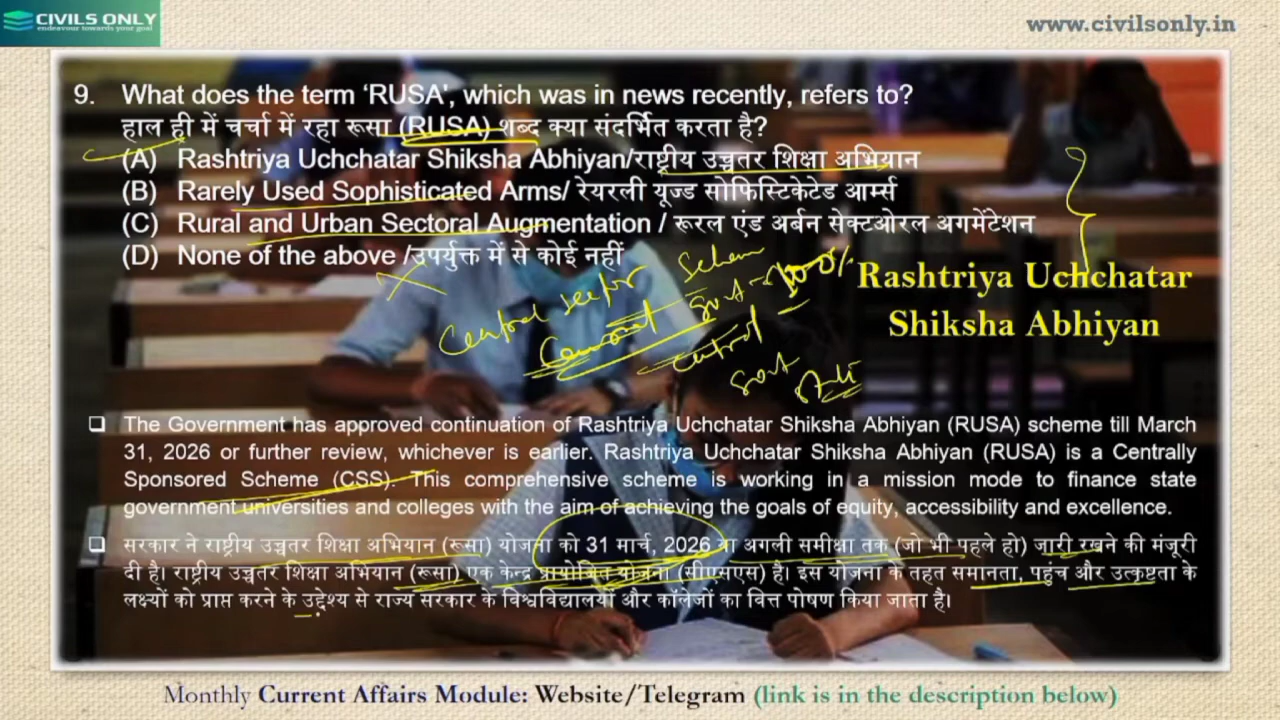 CIVILS ONLY
endeavour towards your goal
www.civilsonly.in
9. What does the term ‘RUSA’, which was in news recently, refers to?
हाल ही में चर्चा में रहा रूसा (RUSA) शब्द क्या संदर्भित करता है?
(A) Rashtriya Uchchatar Shiksha Abhiyan/राष्ट्रीय उच्चतर शिक्षा अभियान
(B) Rarely Used Sophisticated Arms/ रेयरली यूज्ड सोफिस्टिकेटेड आर्म्स
(C) Rural and Urban Sectoral Augmentation / रूरल एंड अर्बन सेक्टओरल अगमेंटेशन
(D) None of the above /उपर्युक्त में से कोई नहीं
Central sector Scheme
govt 100%
central
govt
Rashtriya Uchchatar
Shiksha Abhiyan
❑ The Government has approved continuation of Rashtriya Uchchatar Shiksha Abhiyan (RUSA) scheme till March
31, 2026 or further review, whichever is earlier. Rashtriya Uchchatar Shiksha Abhiyan (RUSA) is a Centrally
Sponsored Scheme (CSS). This comprehensive scheme is working in a mission mode to finance state
government universities and colleges with the aim of achieving the goals of equity, accessibility and excellence.
❑ सरकार ने राष्ट्रीय उच्चतर शिक्षा अभियान (रूसा) योजना को 31 मार्च, 2026 या अगली समीक्षा तक (जो भी पहले हो) जारी रखने की मंजूरी
दी है। राष्ट्रीय उच्चतर शिक्षा अभियान (रूसा) एक केन्द्र प्रायोजित योजना (सीएसएस) है। इस योजना के तहत समानता, पहुंच और उत्कृष्टता के
लक्ष्यों को प्राप्त करने के उद्देश्य से राज्य सरकार के विश्वविद्यालयों और कॉलेजों का वित्त पोषण किया जाता है।
Monthly Current Affairs Module: Website/Telegram (link is in the description below)